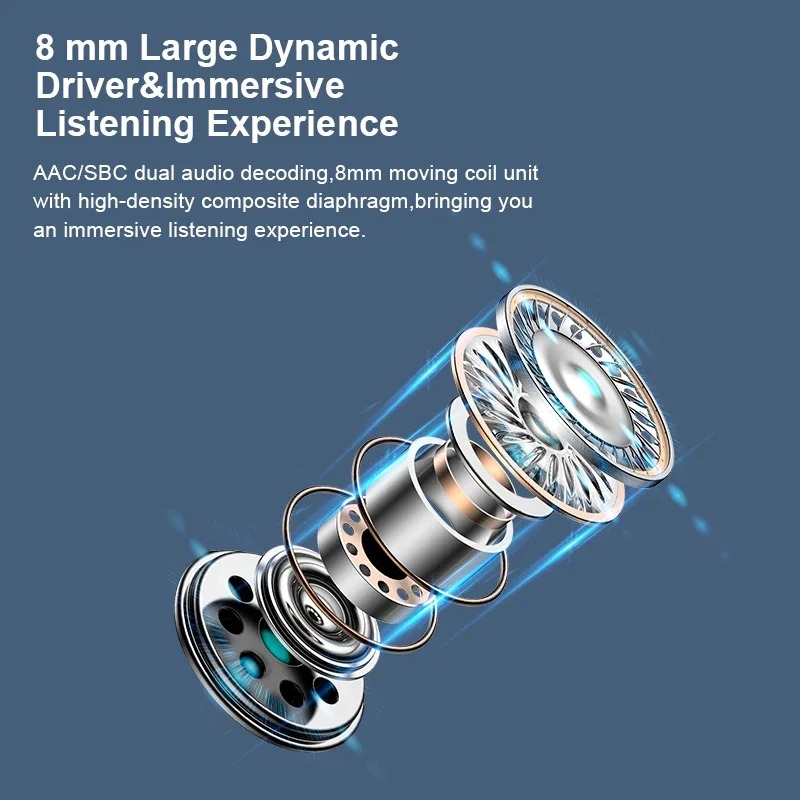 8 mm Large Dynamic
Driver&Immersive
Listening Experience
AAC/SBC dual audio decoding,8mm moving coil unit
with high-density composite diaphragm,bringing you
an immersive listening experience.